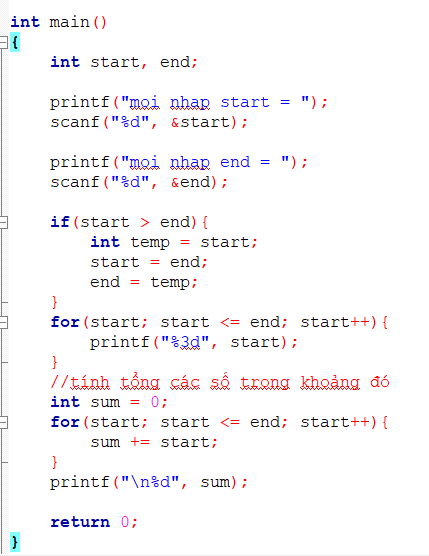 int main()
{
int start, end;
printf("moi nhap start = ");
scanf("%d", &start);
printf("moi nhap end = ");
scanf("%d", &end);
if(start > end){
int temp = start;
start = end;
end = temp;
}
for(start; start <= end; start++){
printf("%3d", start);
}
//tính tổng các số trong khoảng đó
int sum = 0;
for(start; start <= end; start++){
sum += start;
}
printf("\n%d", sum);
return 0;
}